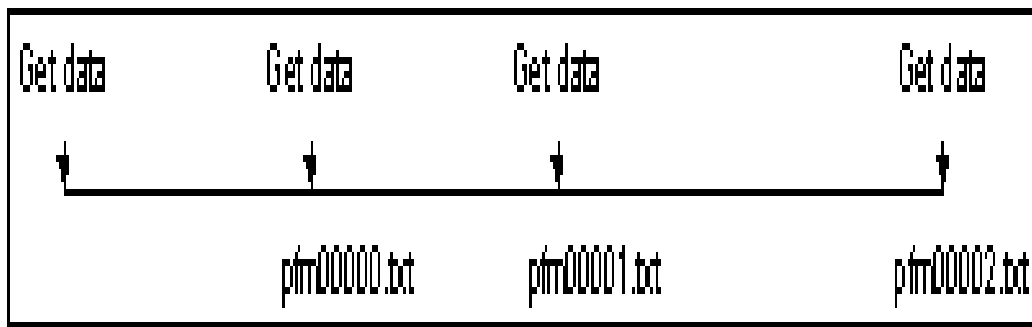 Get data Get data Get data Get data
pfm00000.txt pfm00001.txt pfm00002.txt